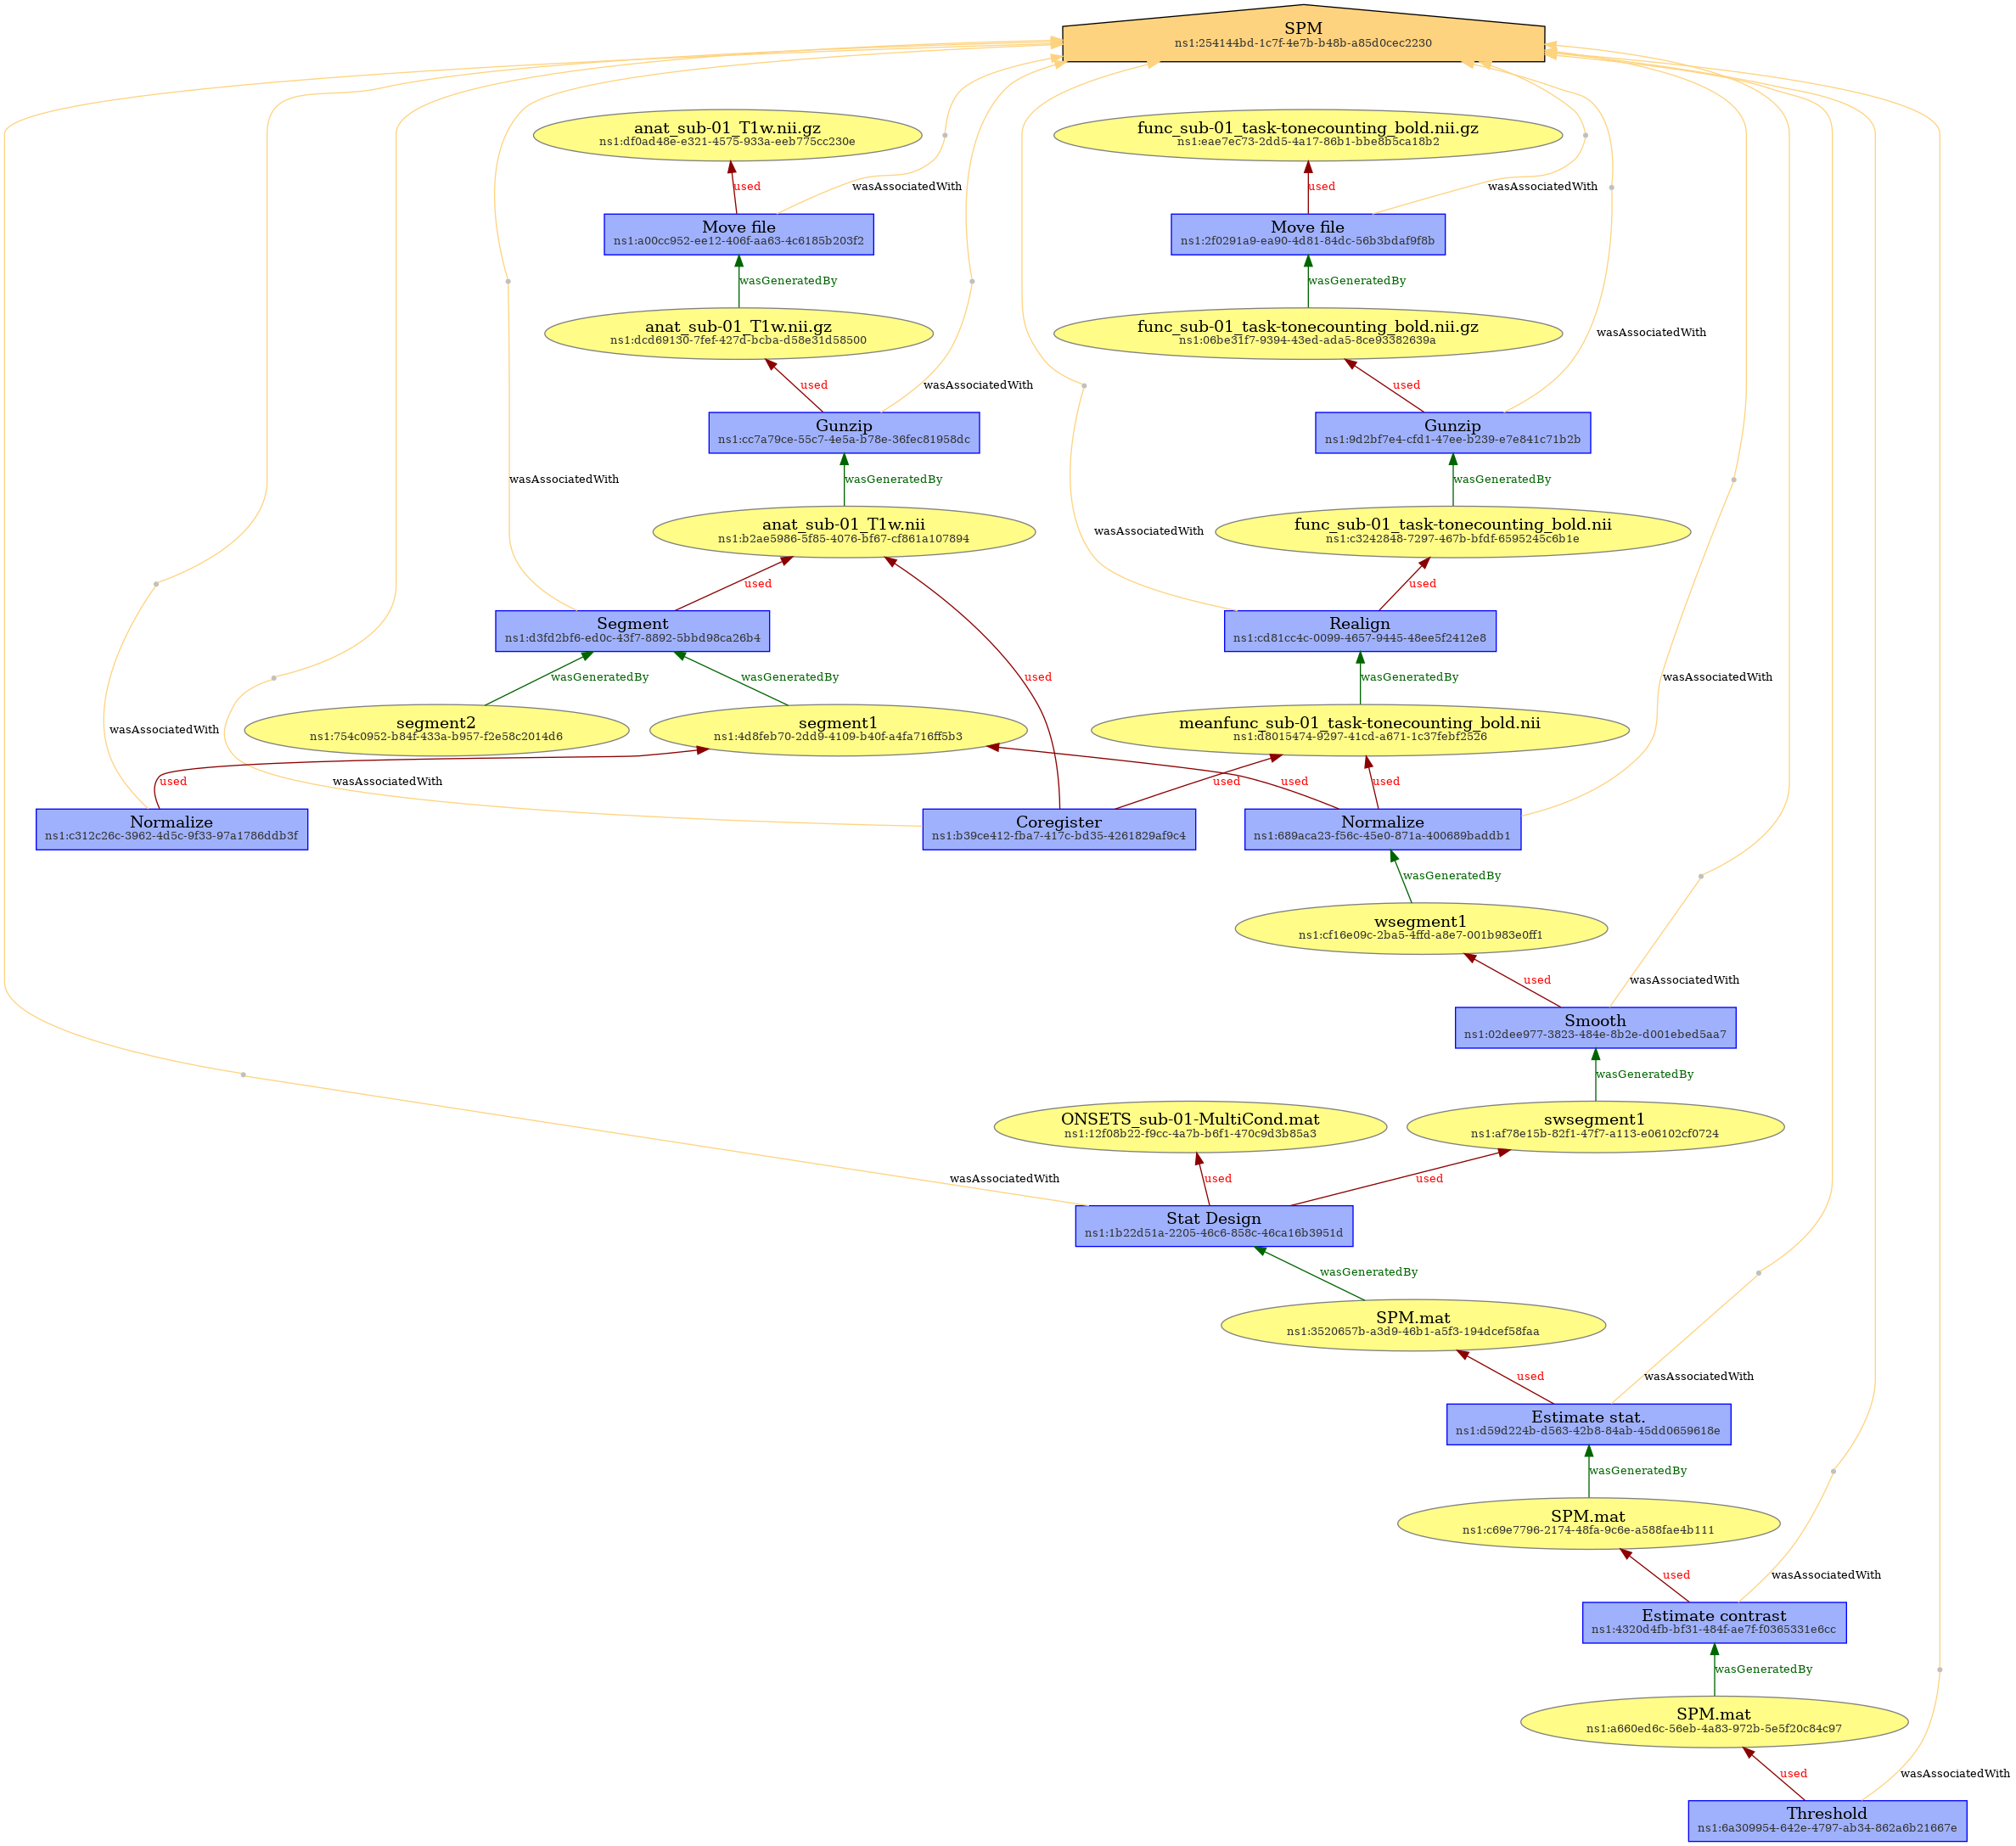 SPM
ns1:254144bd-1c7f-4e7b-b48b-a85d0cec2230
anat_sub-01_T1w.nii.gz
ns1:df0ad48e-e321-4575-933a-eeb775cc230e
func_sub-01_task-tonecounting_bold.nii.gz
ns1:eae7ec73-2dd5-4a17-86b1-bbe8b5ca18b2
used
wasAssociatedWith
used
wasAssociatedWith
Move file
ns1:a00cc952-ee12-406f-aa63-4c6185b203f2
Move file
ns1:2f0291a9-ea90-4d81-84dc-56b3bdaf9f8b
wasGeneratedBy
wasGeneratedBy
anat_sub-01_T1w.nii.gz
ns1:dcd69130-7fef-427d-bcba-d58e31d58500
func_sub-01_task-tonecounting_bold.nii.gz
ns1:06be31f7-9394-43ed-ada5-8ce93382639a
wasAssociatedWith
used
wasAssociatedWith
used
Gunzip
ns1:cc7a79ce-55c7-4e5a-b78e-36fec81958dc
Gunzip
ns1:9d2bf7e4-cfd1-47ee-b239-e7e841c71b2b
wasAssociatedWith
wasGeneratedBy
wasGeneratedBy
anat_sub-01_T1w.nii
ns1:b2ae5986-5f85-4076-bf67-cf861a107894
wasAssociatedWith
func_sub-01_task-tonecounting_bold.nii
ns1:c3242848-7297-467b-bfdf-6595245c6b1e
used
used
Segment
ns1:d3fd2bf6-ed0c-43f7-8892-5bbd98ca26b4
Realign
ns1:cd81cc4c-0099-4657-9445-48ee5f2412e8
wasGeneratedBy
wasGeneratedBy
used
wasGeneratedBy
wasAssociatedWith
wasAssociatedWith
segment2
ns1:754c0952-b84f-433a-b957-f2e58c2014d6
segment1
ns1:4d8feb70-2dd9-4109-b40f-a4fa716ff5b3
meanfunc_sub-01_task-tonecounting_bold.nii
ns1:d8015474-9297-41cd-a671-1c37febf2526
used
wasAssociatedWith
used
used
used
Normalize
ns1:c312c26c-3962-4d5c-9f33-97a1786ddb3f
Coregister
ns1:b39ce412-fba7-417c-bd35-4261829af9c4
Normalize
ns1:689aca23-f56c-45e0-871a-400689baddb1
wasGeneratedBy
wsegment1
ns1:cf16e09c-2ba5-4ffd-a8e7-001b983e0ff1
used
wasAssociatedWith
Smooth
ns1:02dee977-3823-484e-8b2e-d001ebed5aa7
wasGeneratedBy
ONSETS_sub-01-MultiCond.mat
ns1:12f08b22-f9cc-4a7b-b6f1-470c9d3b85a3
swsegment1
ns1:af78e15b-82f1-47f7-a113-e06102cf0724
wasAssociatedWith
used
used
Stat Design
ns1:1b22d51a-2205-46c6-858c-46ca16b3951d
wasGeneratedBy
SPM.mat
ns1:3520657b-a3d9-46b1-a5f3-194dcef58faa
used
wasAssociatedWith
Estimate stat.
ns1:d59d224b-d563-42b8-84ab-45dd0659618e
wasGeneratedBy
SPM.mat
ns1:c69e7796-2174-48fa-9c6e-a588fae4b111
used
wasAssociatedWith
Estimate contrast
ns1:4320d4fb-bf31-484f-ae7f-f0365331e6cc
wasGeneratedBy
SPM.mat
ns1:a660ed6c-56eb-4a83-972b-5e5f20c84c97
used
wasAssociatedWith
Threshold
ns1:6a309954-642e-4797-ab34-862a6b21667e